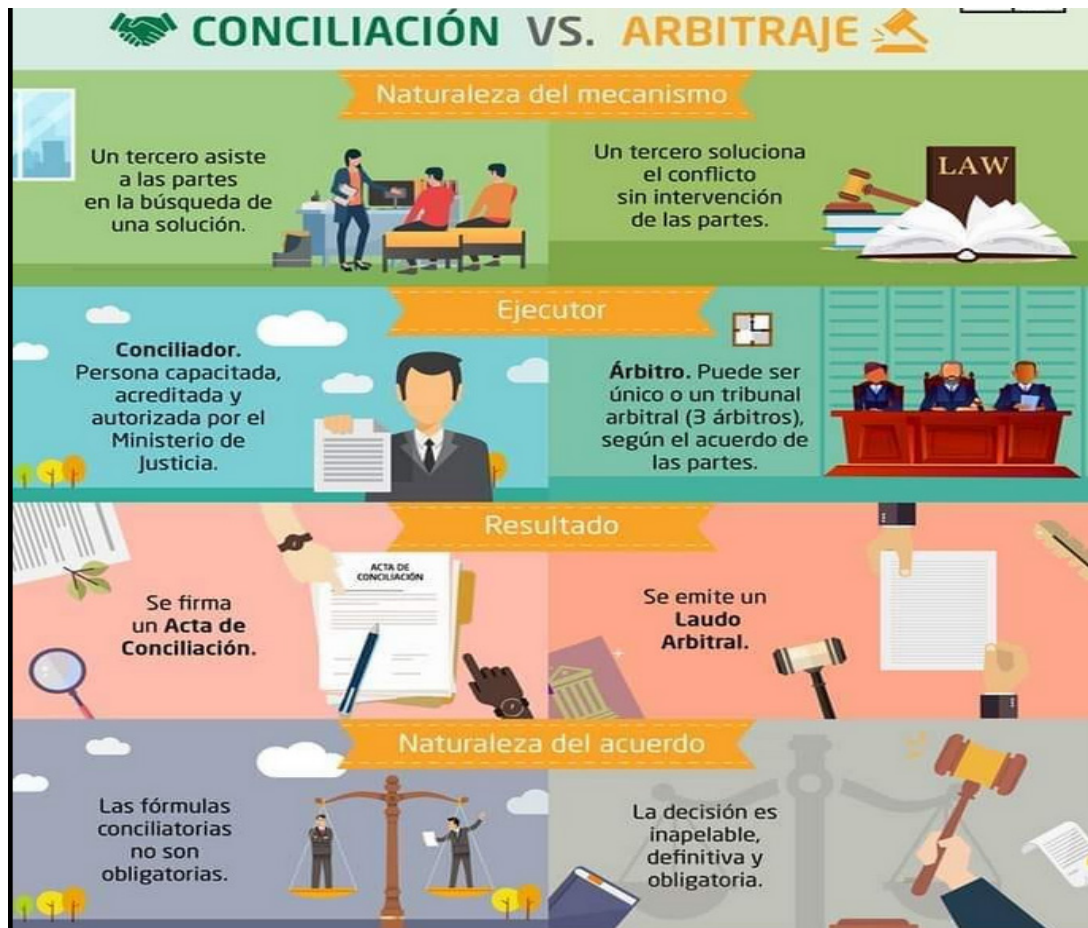 CONCILIACIÓN VS. ARBITRAJE
Naturaleza del mecanismo
Un tercero asiste
a las partes
en la búsqueda de
una solución.
Un tercero soluciona
el conflicto
sin intervención
de las partes.
LAW
Ejecutor
Conciliador.
Persona capacitada,
acreditada y
autorizada por el
Ministerio de
Justicia.
Árbitro. Puede ser
único o un tribunal
arbitral (3 árbitros),
según el acuerdo de
las partes.
Resultado
Se firma
un Acta de
Conciliación.
ACTA DE
CONCILIACIÓN
Se emite un
Laudo
Arbitral.
Naturaleza del acuerdo
Las fórmulas
conciliatorias
no son
obligatorias.
La decisión es
inapelable,
definitiva y
obligatoria.